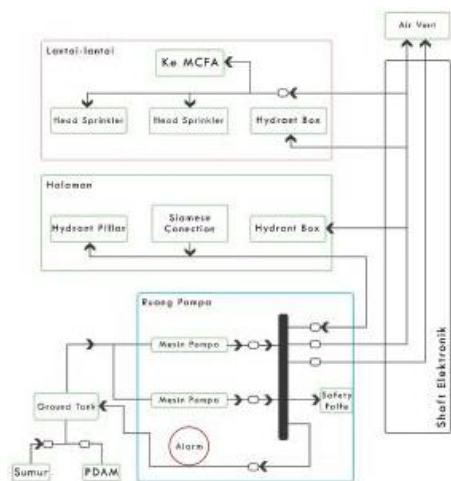 Air Vent
Lantai-lantai
Ke MCFA
Head Sprinkler
Head Sprinkler
Hydrant Box
Halaman
Hydrant Pillar
Siamese
Conection
Hydrant Box
Ruang Pompa
Mesin Pompa
Mesin Pompa
Safety
Ground Tank
Alarm
Sumur
PDAM
Shaft Elektronik